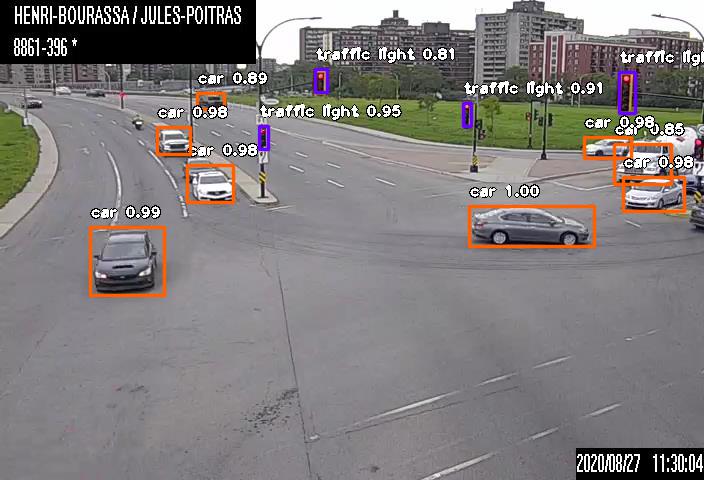 HENRI-BOURASSA / JULES-POITRAS
8861-396 *
traffic light 0.81
traffic light
car 0.89
traffic light 0.91
car 0.98
traffic light 0.95
car 0.98
0.85
car 0.98
car 0.98
car 1.00
car 0.99
2020/08/27 11:30:04